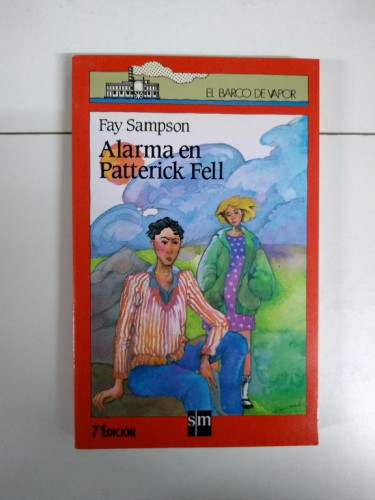 EL BARCO DE VAPOR
Fay Sampson
Alarma en
Patterick Fell
7ª EDICIÓN
sm